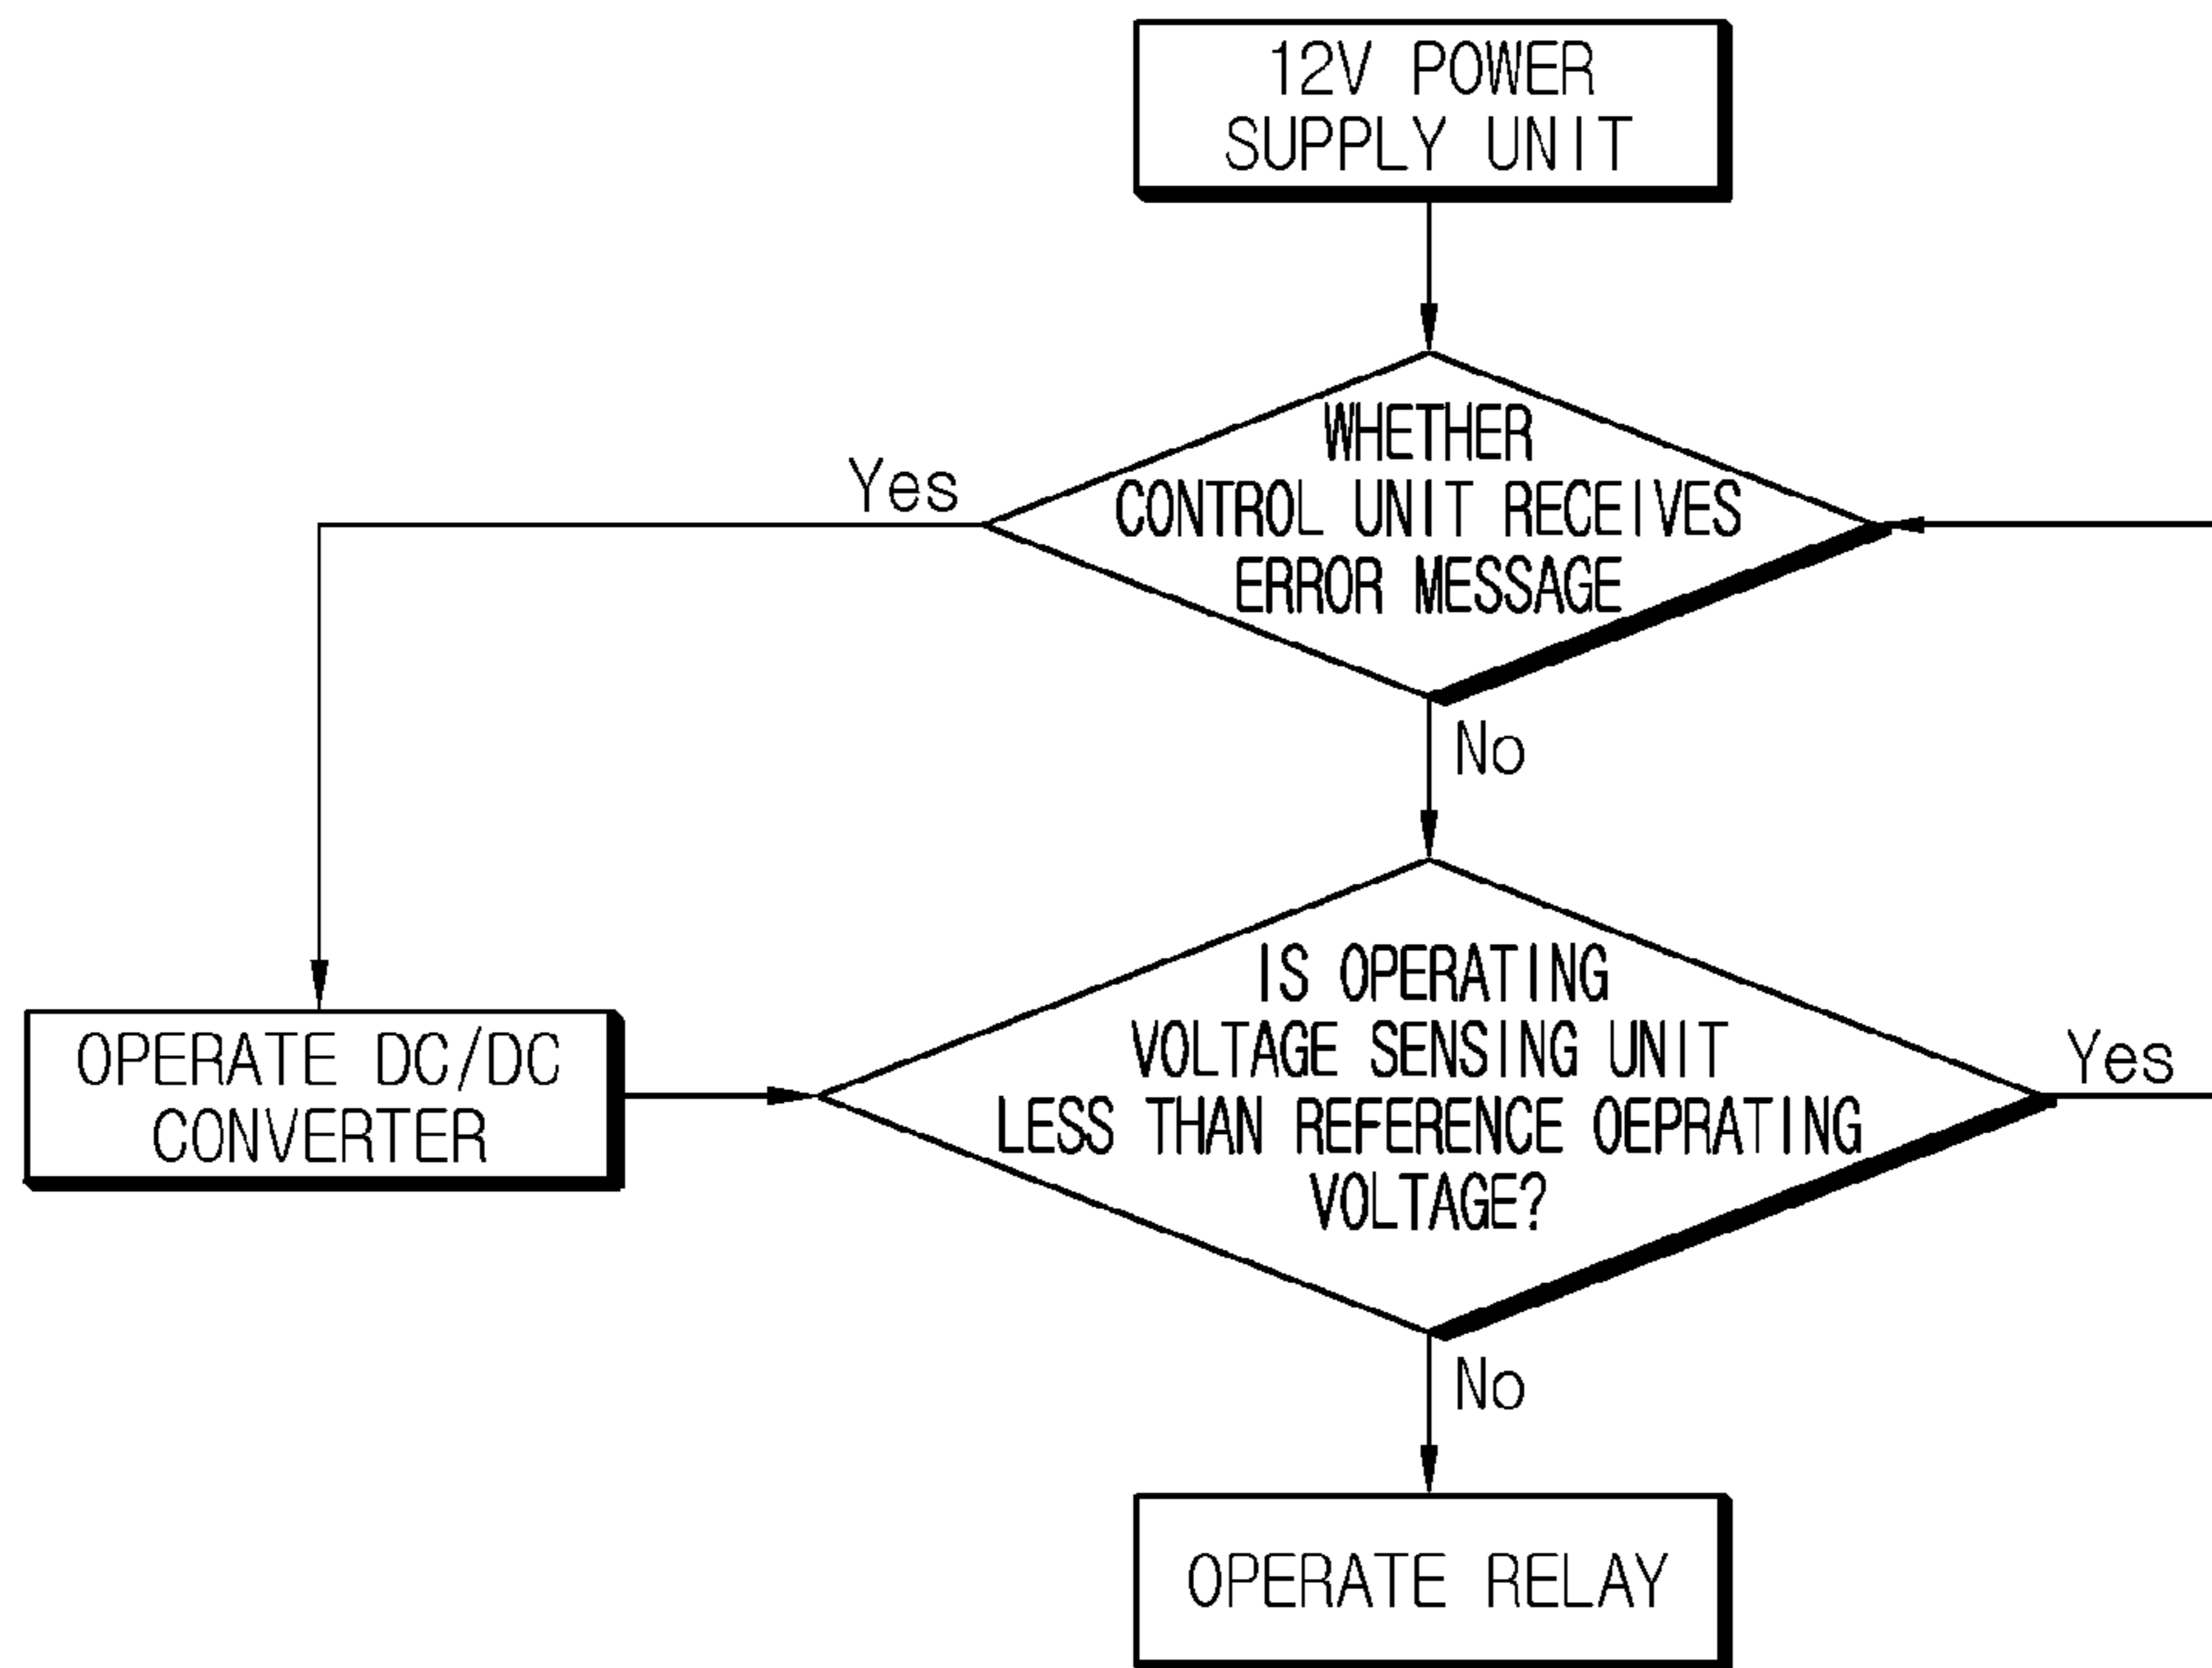 12V POWER
SUPPLY UNIT
WHETHER
CONTROL UNIT RECEIVES
ERROR MESSAGE
Yes
No
IS OPERATING
VOLTAGE SENSING UNIT
LESS THAN REFERENCE OEPRATING
VOLTAGE?
Yes
OPERATE DC/DC
CONVERTER
No
OPERATE RELAY